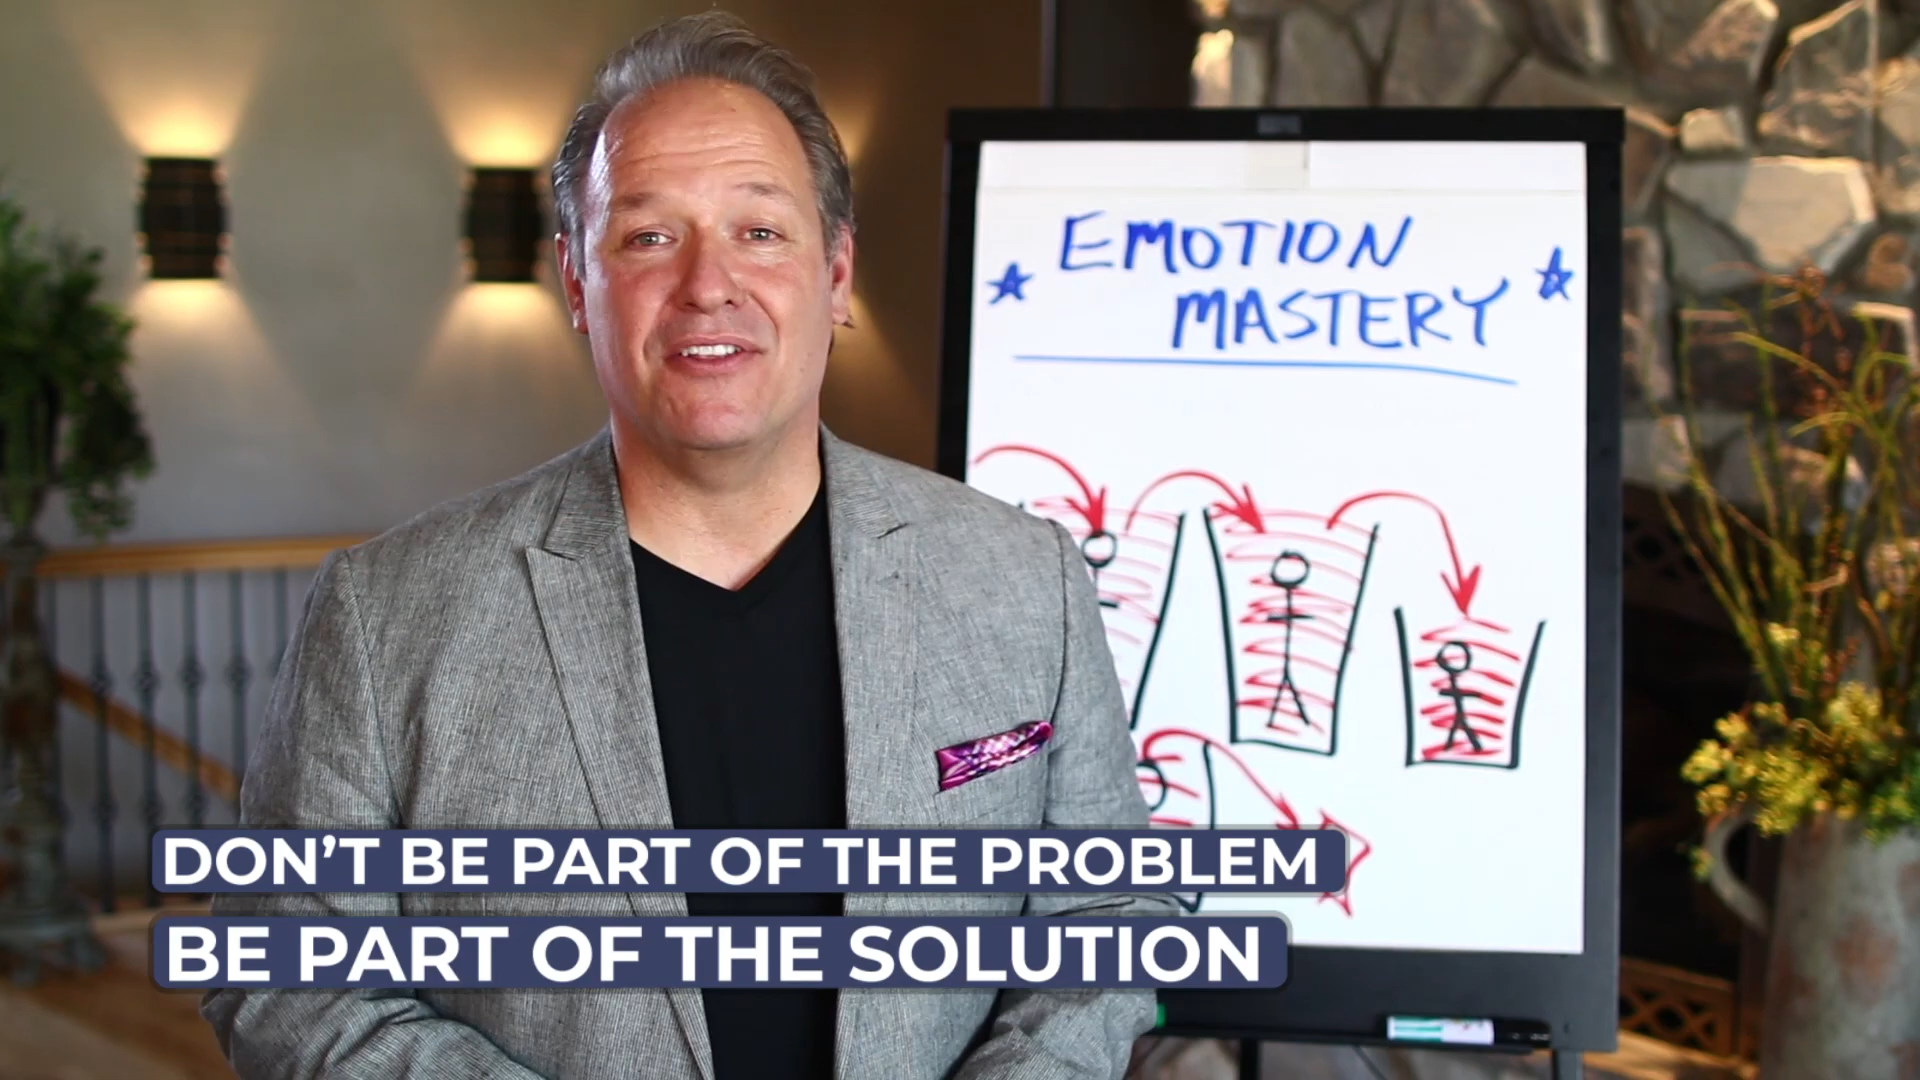 EMOTION
MASTERY
DON'T BE PART OF THE PROBLEM
BE PART OF THE SOLUTION